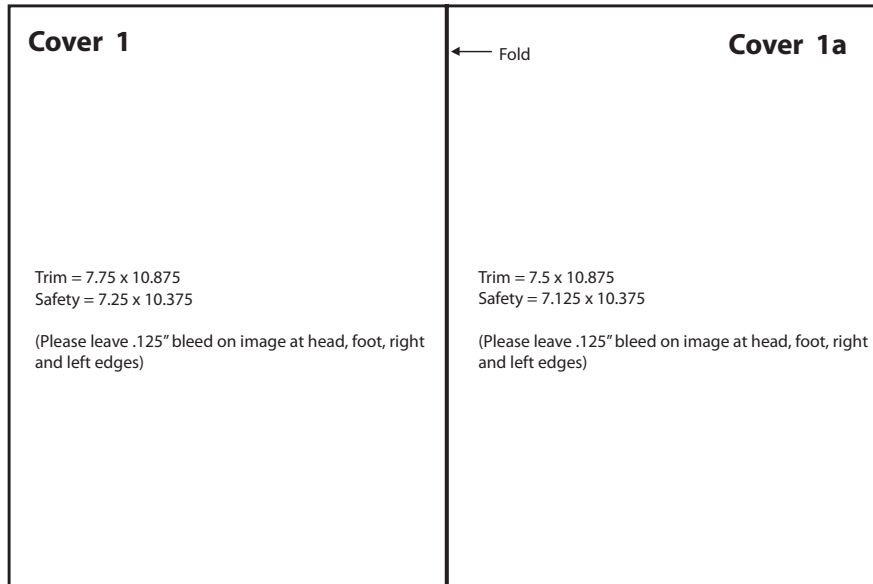 Cover 1
Fold
Cover 1a
Trim = 7.75 x 10.875
Safety = 7.25 x 10.375
(Please leave .125" bleed on image at head, foot, right
and left edges)
Trim = 7.5 x 10.875
Safety = 7.125 x 10.375
(Please leave .125" bleed on image at head, foot, right
and left edges)